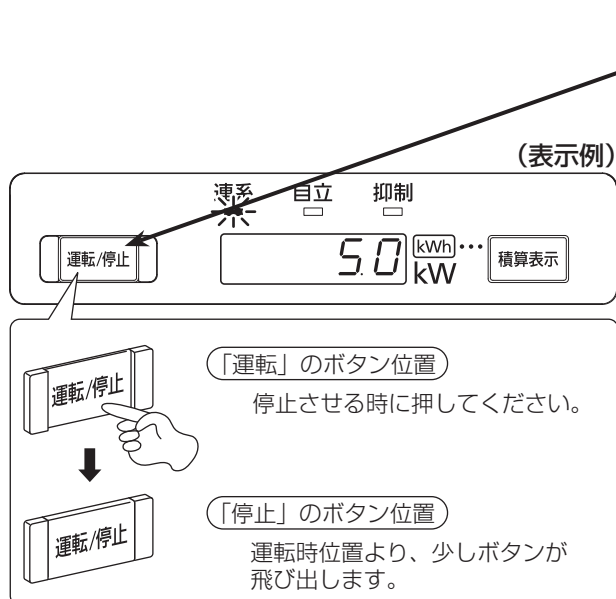 （表示例）
連系 自立 抑制
運転/停止
5.0
kWh …
kW
積算表示
運転/停止
「運転」のボタン位置
停止させる時に押してください。
運転/停止
「停止」のボタン位置
運転時位置より、少しボタンが
飛び出します。